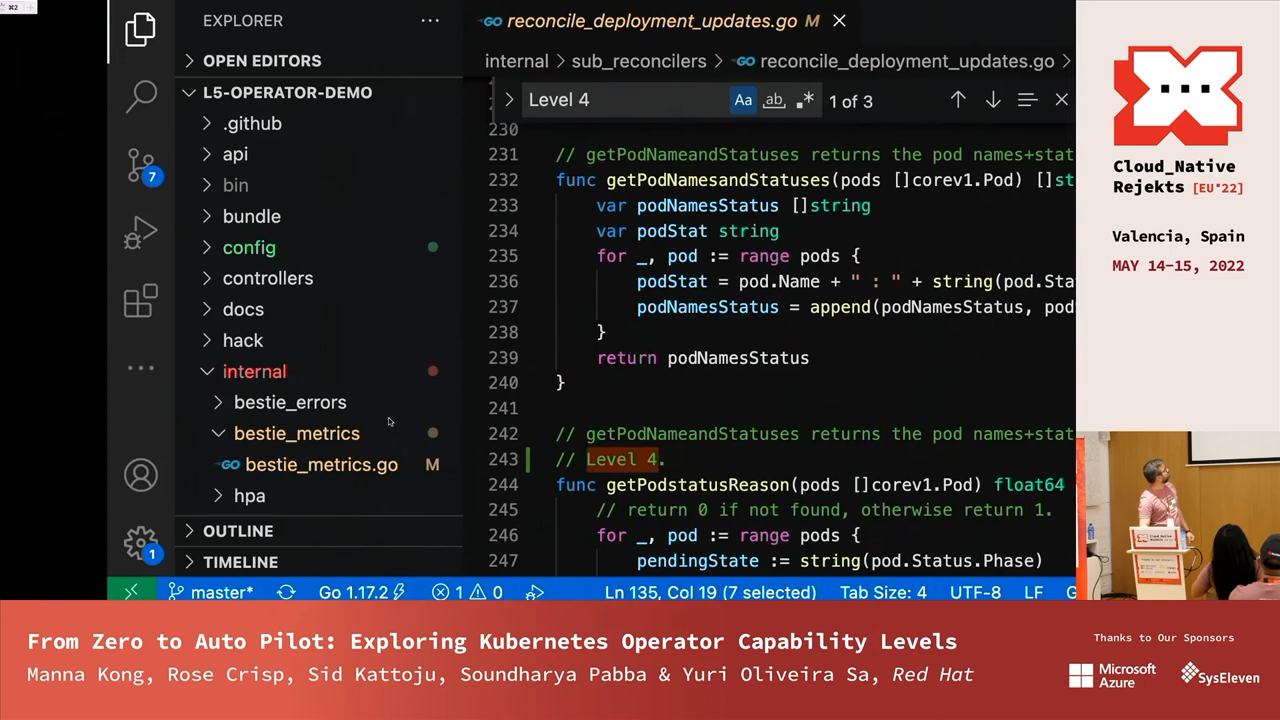 ⌘2
EXPLORER
OPEN EDITORS
L5-OPERATOR-DEMO
.github
api
bin
bundle
config
controllers
docs
hack
internal
bestie_errors
bestie_metrics
bestie_metrics.go M
hpa
OUTLINE
TIMELINE
7
1
reconcile_deployment_updates.go M
internal > sub_reconcilers > reconcile_deployment_updates.go >
Level 4
Aa
ab
1 of 3
230
231 // getPodNameandStatuses returns the pod names+stat
232 func getPodNamesandStatuses(pods []corev1.Pod) []st
233 var podNamesStatus []string
234 var podStat string
235 for _, pod := range pods {
236 podStat = pod.Name + " : " + string(pod.Sta
237 podNamesStatus = append(podNamesStatus, pod
238 }
239 return podNamesStatus
240 }
241
242 // getPodNameandStatuses returns the pod names+stat
243 // Level 4.
244 func getPodstatusReason(pods []corev1.Pod) float64
245 // return 0 if not found, otherwise return 1.
246 for _, pod := range pods {
247 pendingState := string(pod.Status.Phase)
master* Go 1.17.2 1 0 Ln 135, Col 19 (7 selected) Tab Size: 4 UTF-8 LF
Cloud_Native
Rejekts [EU'22]
Valencia, Spain
MAY 14-15, 2022
From Zero to Auto Pilot: Exploring Kubernetes Operator Capability Levels
Manna Kong, Rose Crisp, Sid Kattoju, Soundharya Pabba & Yuri Oliveira Sa, Red Hat
Thanks to Our Sponsors
Microsoft
Azure
SysEleven